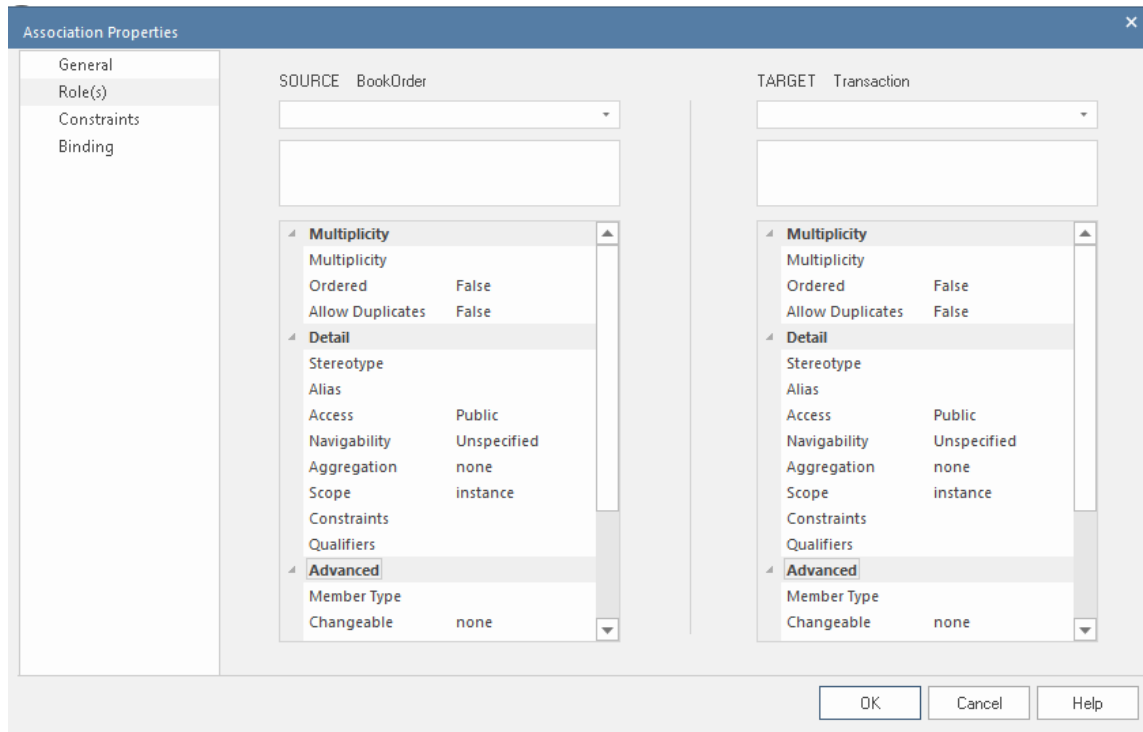 Association Properties
General
Role(s)
Constraints
Binding
SOURCE BookOrder
Multiplicity
Multiplicity
Ordered False
Allow Duplicates False
Detail
Stereotype
Alias
Access Public
Navigability Unspecified
Aggregation none
Scope instance
Constraints
Qualifiers
Advanced
Member Type
Changeable none
TARGET Transaction
Multiplicity
Multiplicity
Ordered False
Allow Duplicates False
Detail
Stereotype
Alias
Access Public
Navigability Unspecified
Aggregation none
Scope instance
Constraints
Qualifiers
Advanced
Member Type
Changeable none
OK Cancel Help